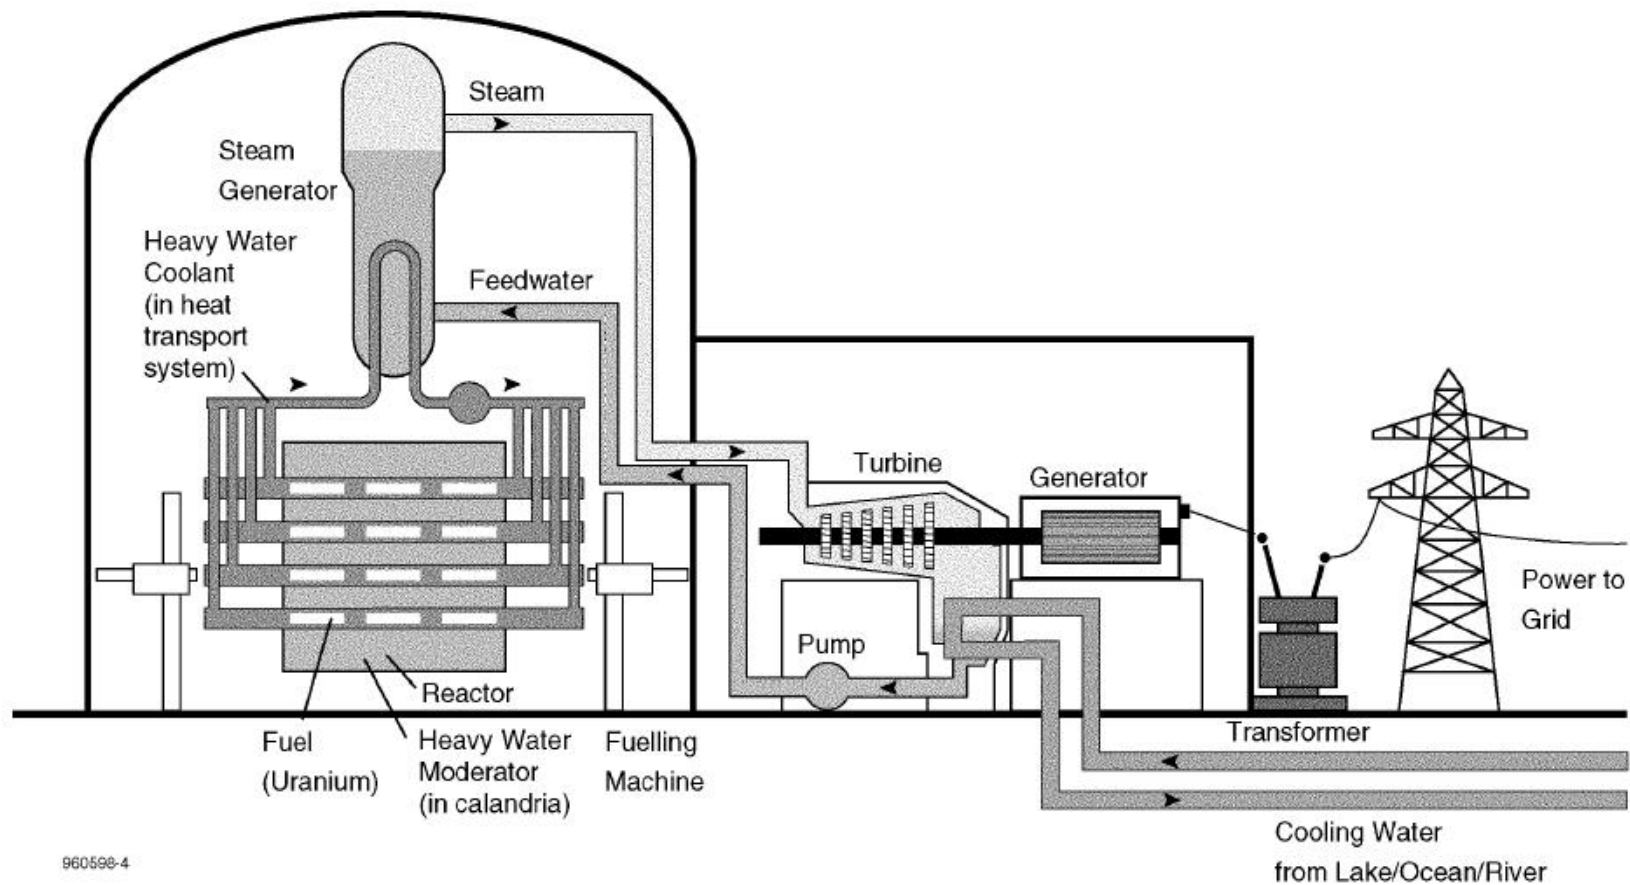 Steam
Steam
Generator
Heavy Water
Coolant
(in heat
transport
system)
Feedwater
Turbine
Generator
Power to
Grid
Pump
Reactor
Fuel
(Uranium)
Heavy Water
Moderator
(in calandria)
Fuelling
Machine
Transformer
Cooling Water
from Lake/Ocean/River
960598-4